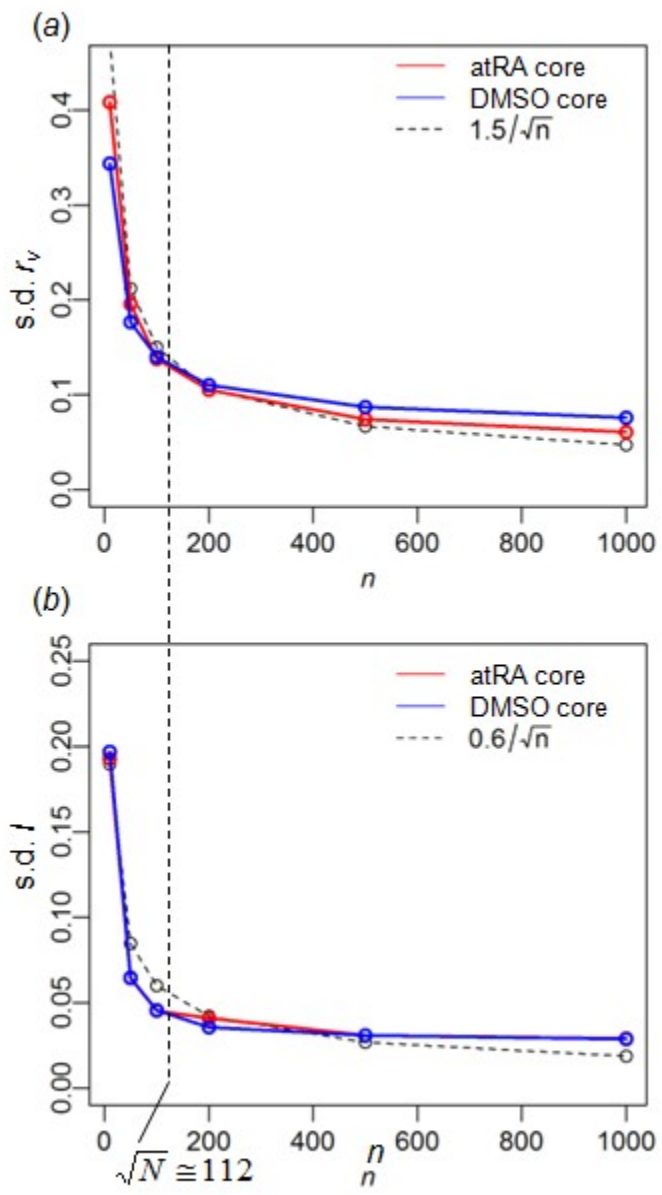 (a)
atRA core
DMSO core
1.5/√n
s.d. rᵥ
0.0 0.1 0.2 0.3 0.4
0 200 400 600 800 1000
n
(b)
atRA core
DMSO core
0.6/√n
s.d. I
0.00 0.05 0.10 0.15 0.20 0.25
0 200 400 600 800 1000
n
n
√N ≅ 112